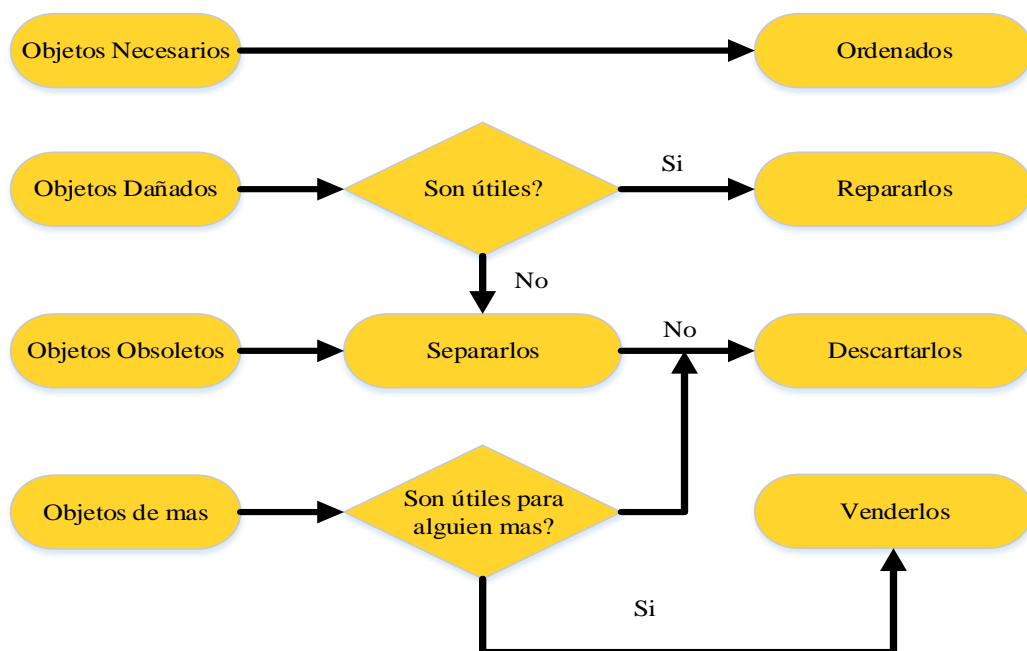 Objetos Necesarios
Ordenados
Objetos Dañados
Son útiles?
Si
Repararlos
No
Objetos Obsoletos
Separarlos
No
Descartarlos
Objetos de mas
Son útiles para
alguien mas?
Venderlos
Si